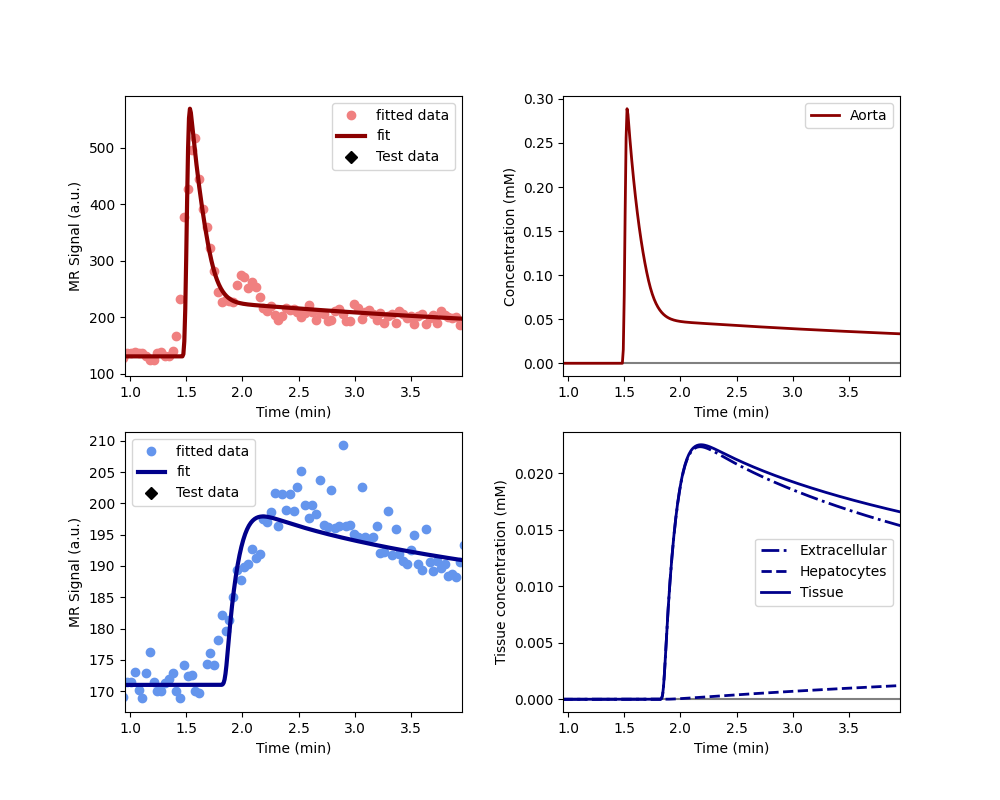 MR Signal (a.u.)
500
400
300
200
100
fitted data
fit
Test data
1.0 1.5 2.0 2.5 3.0 3.5
Time (min)
Concentration (mM)
0.30
0.25
0.20
0.15
0.10
0.05
0.00
Aorta
1.0 1.5 2.0 2.5 3.0 3.5
Time (min)
MR Signal (a.u.)
210
205
200
195
190
185
180
175
170
fitted data
fit
Test data
1.0 1.5 2.0 2.5 3.0 3.5
Time (min)
Tissue concentration (mM)
0.020
0.015
0.010
0.005
0.000
Extracellular
Hepatocytes
Tissue
1.0 1.5 2.0 2.5 3.0 3.5
Time (min)